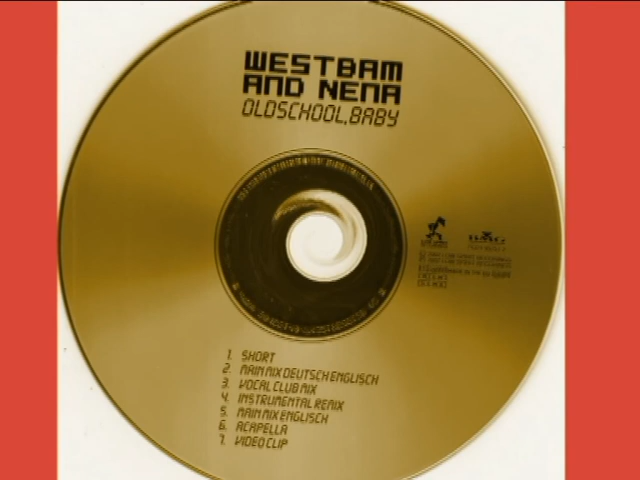 WESTBAM
AND NENA
OLDSCHOOL,BABY
BMG
1. SHORT
2. MAIN MIX DEUTSCH ENGLISCH
3. VOCAL CLUB MIX
4. INSTRUMENTAL REMIX
5. MAIN MIX ENGLISCH
6. ACAPELLA
7. VIDEO CLIP